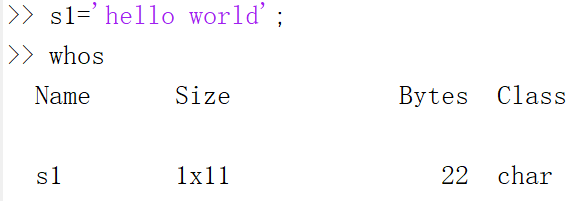 >> s1='hello world';
>> whos
Name Size Bytes Class
s1 1x11 22 char